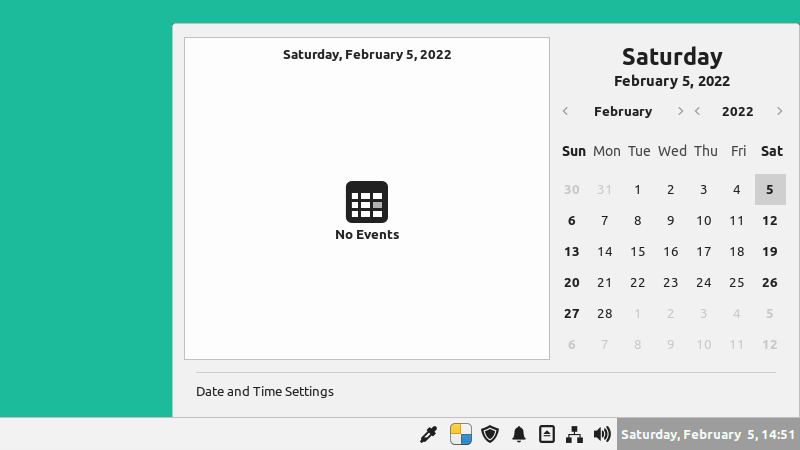 Saturday, February 5, 2022
No Events
Saturday
February 5, 2022
February 2022
Sun Mon Tue Wed Thu Fri Sat
30 31 1 2 3 4 5
6 7 8 9 10 11 12
13 14 15 16 17 18 19
20 21 22 23 24 25 26
27 28 1 2 3 4 5
6 7 8 9 10 11 12
Date and Time Settings
Saturday, February 5, 14:51